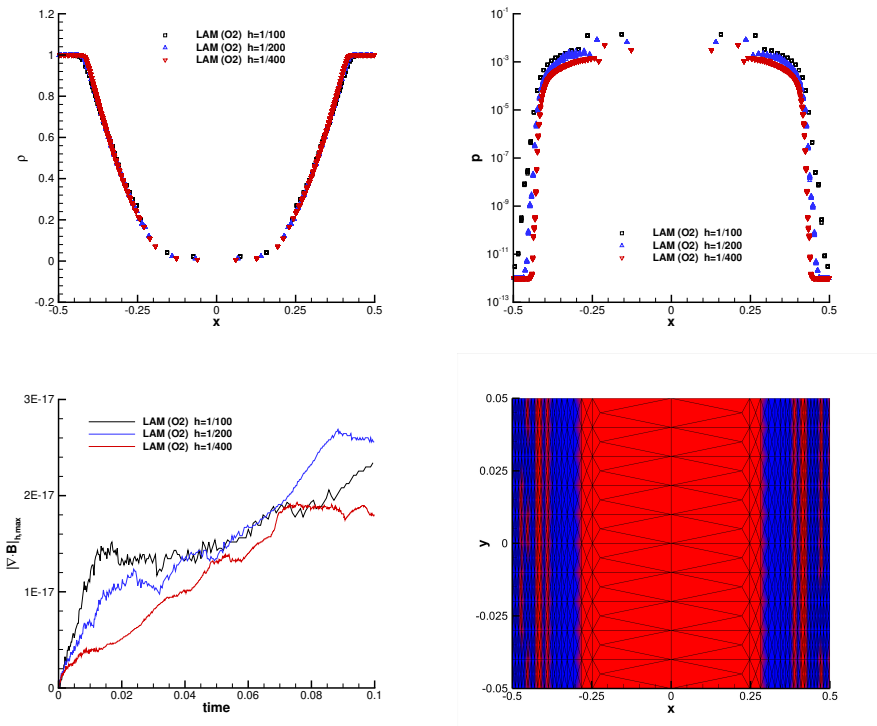 1.2
1
0.8
0.6
0.4
0.2
0
-0.2
ρ
LAM (O2) h=1/100
LAM (O2) h=1/200
LAM (O2) h=1/400
-0.5 -0.25 0 0.25 0.5
x
10^-1
10^-3
10^-5
10^-7
10^-9
10^-11
10^-13
p
LAM (O2) h=1/100
LAM (O2) h=1/200
LAM (O2) h=1/400
-0.5 -0.25 0 0.25 0.5
x
3E-17
2E-17
1E-17
0
|∇·B|h,max
LAM (O2) h=1/100
LAM (O2) h=1/200
LAM (O2) h=1/400
0 0.02 0.04 0.06 0.08 0.1
time
0.05
0.025
0
-0.025
-0.05
y
-0.5 -0.25 0 0.25 0.5
x